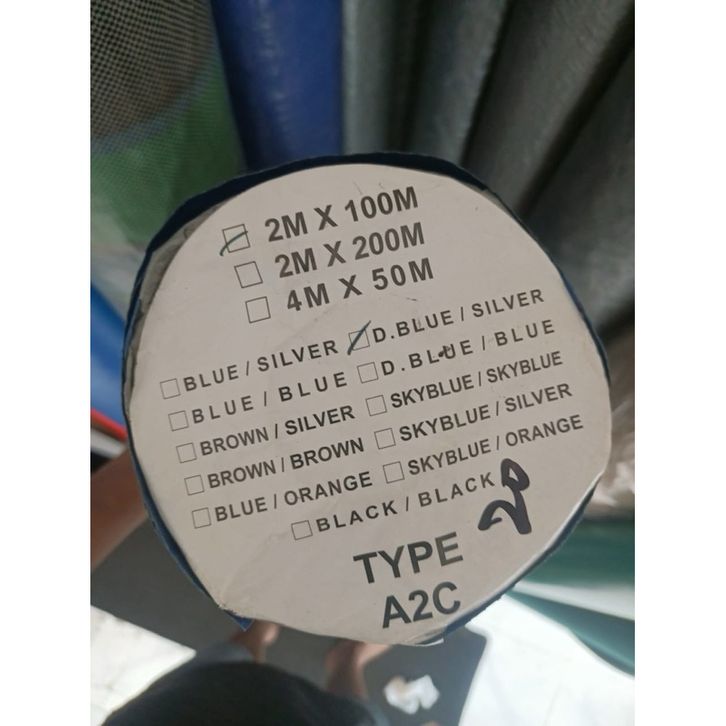 2M X 100M
2M X 200M
4M X 50M
BLUE / SILVER
D.BLUE / SILVER
BLUE / BLUE
D.BLUE / BLUE
BROWN / SILVER
SKYBLUE / SKYBLUE
BROWN / BROWN
SKYBLUE / SILVER
BLUE / ORANGE
SKYBLUE / ORANGE
BLACK / BLACK
20
TYPE
A2C